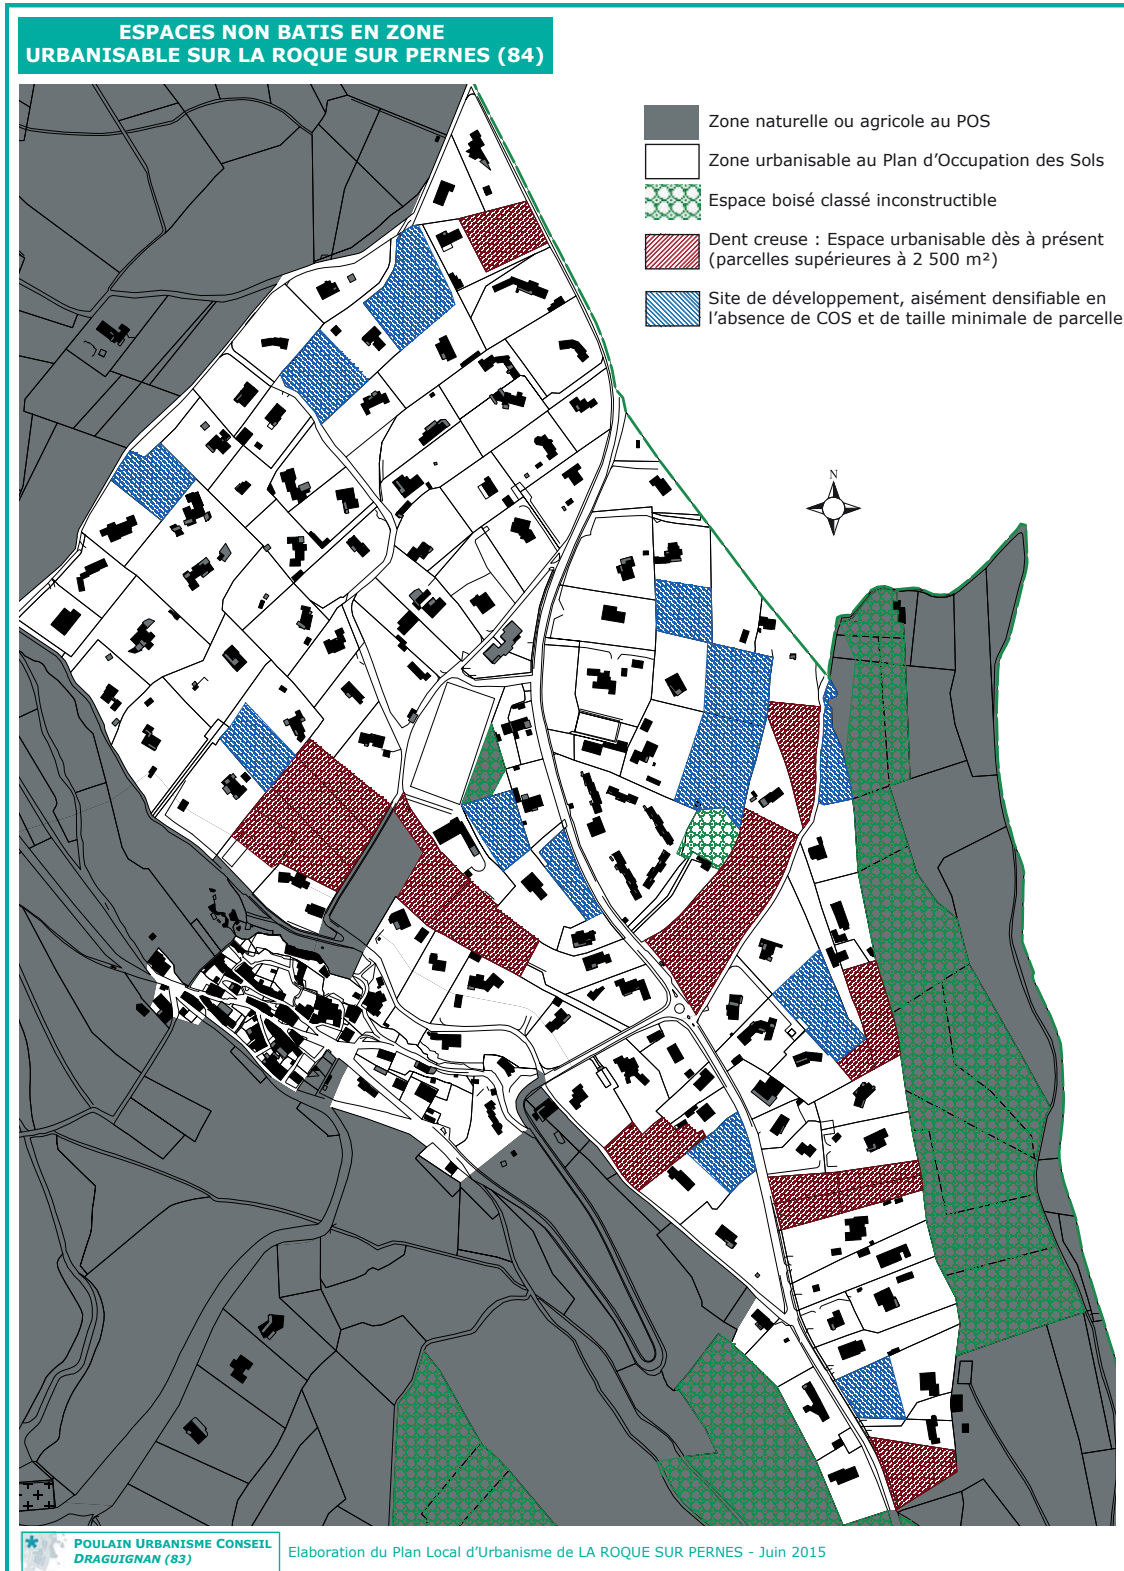 ESPACES NON BATIS EN ZONE
URBANISABLE SUR LA ROQUE SUR PERNES (84)
Zone naturelle ou agricole au POS
Zone urbanisable au Plan d'Occupation des Sols
Espace boisé classé inconstructible
Dent creuse : Espace urbanisable dès à présent
(parcelles supérieures à 2 500 m²)
Site de développement, aisément densifiable en
l'absence de COS et de taille minimale de parcelle
N
POULAIN URBANISME CONSEIL
DRAGUIGNAN (83)
Elaboration du Plan Local d'Urbanisme de LA ROQUE SUR PERNES - Juin 2015